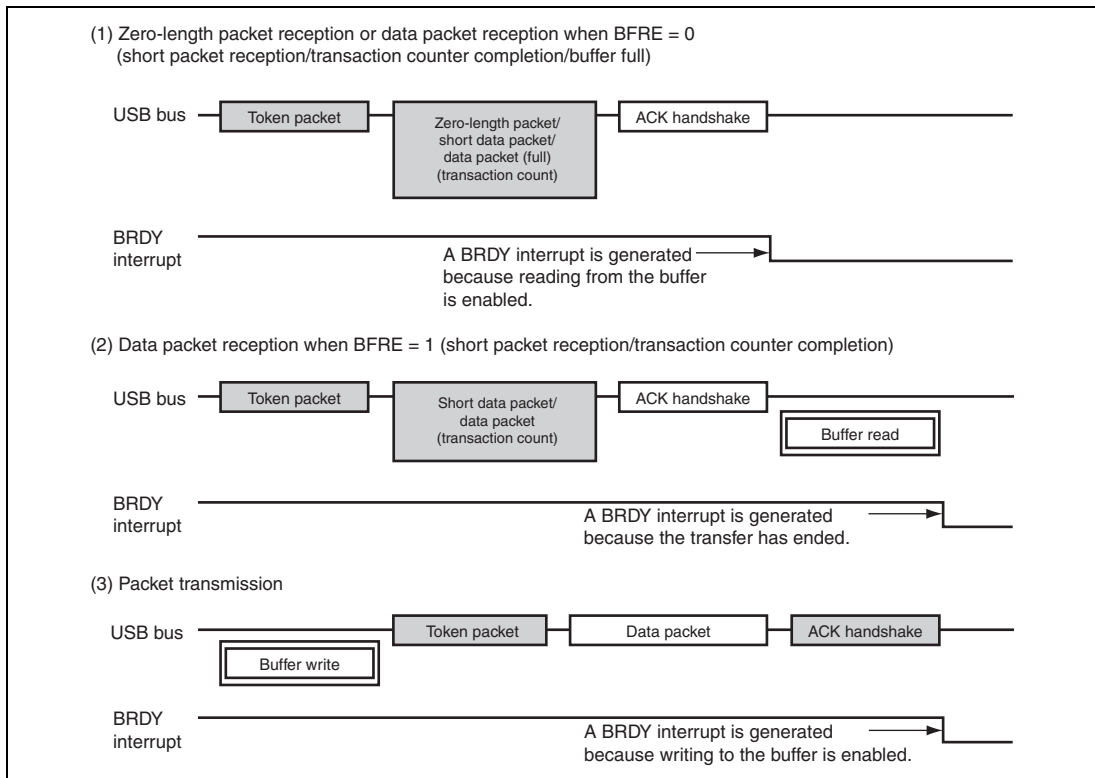 (1) Zero-length packet reception or data packet reception when BFRE = 0
(short packet reception/transaction counter completion/buffer full)
USB bus
Token packet
Zero-length packet/
short data packet/
data packet (full)
(transaction count)
ACK handshake
BRDY
interrupt
A BRDY interrupt is generated
because reading from the buffer
is enabled.
(2) Data packet reception when BFRE = 1 (short packet reception/transaction counter completion)
USB bus
Token packet
Short data packet/
data packet
(transaction count)
ACK handshake
Buffer read
BRDY
interrupt
A BRDY interrupt is generated
because the transfer has ended.
(3) Packet transmission
USB bus
Token packet
Data packet
ACK handshake
Buffer write
BRDY
interrupt
A BRDY interrupt is generated
because writing to the buffer is enabled.